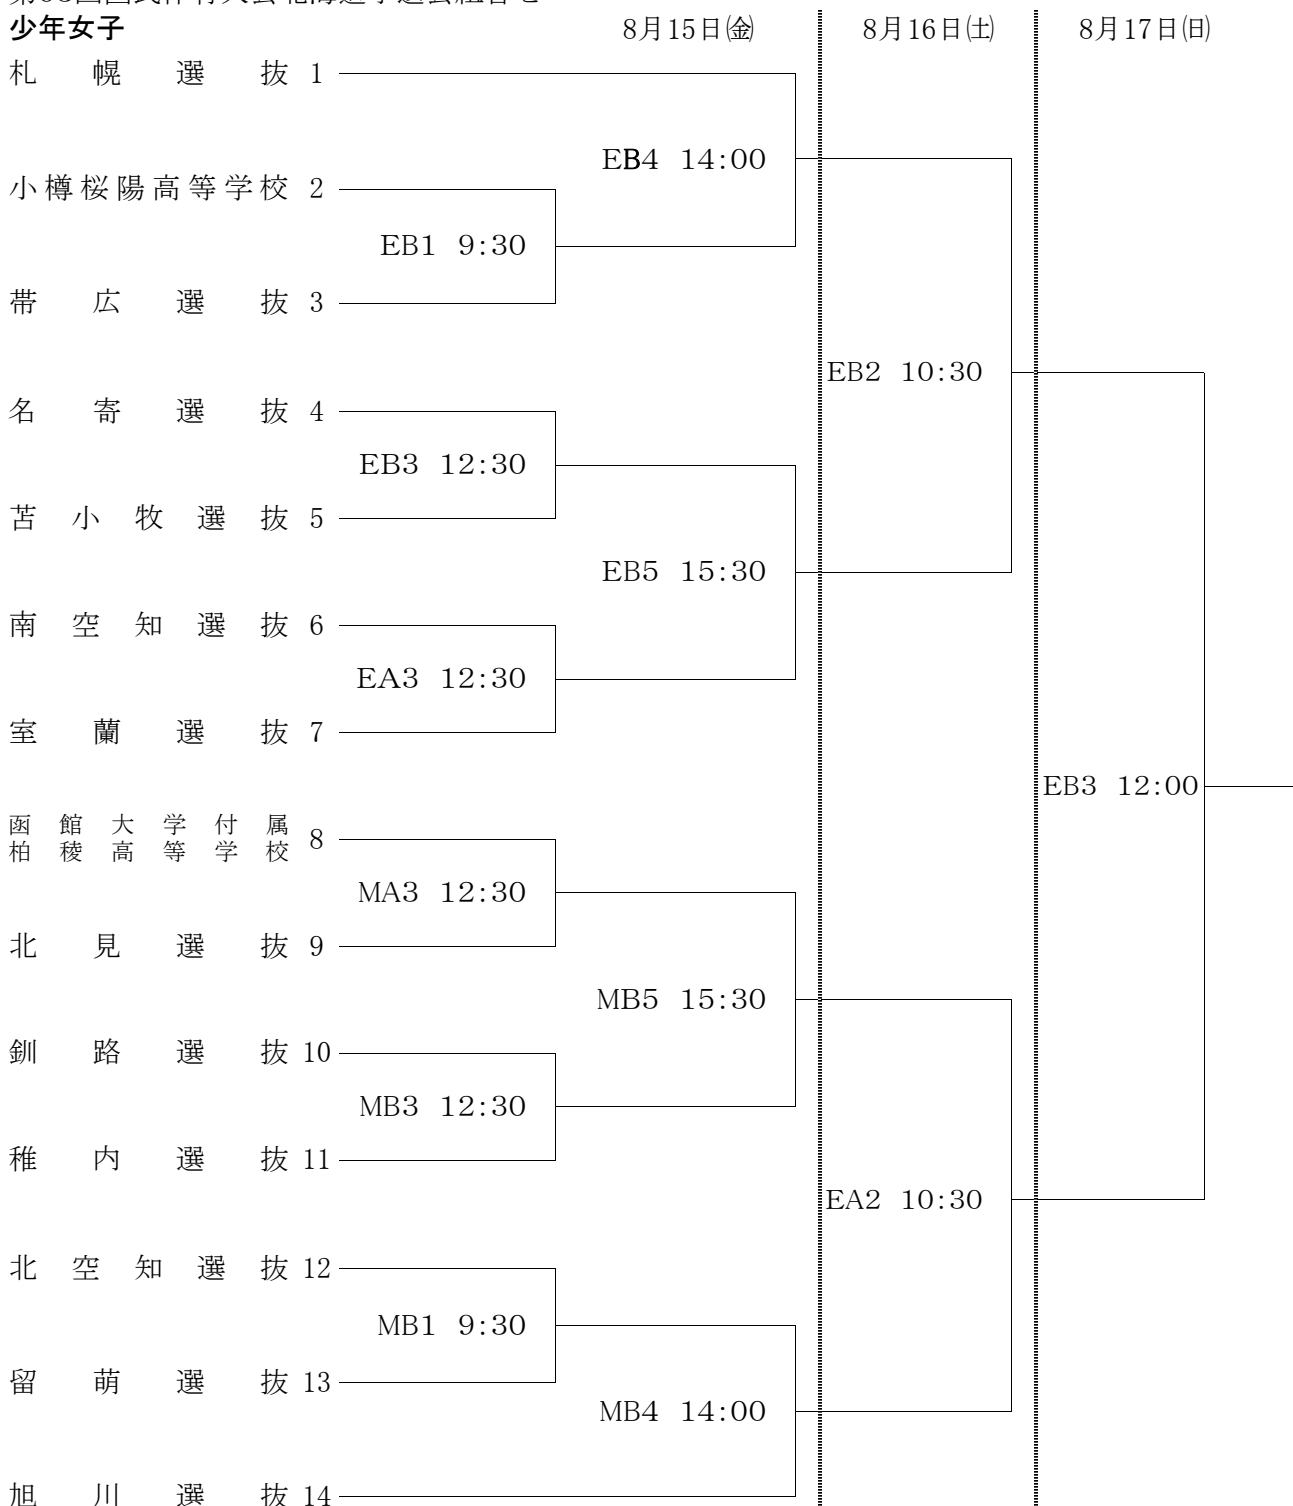 少年女子 8月15日(金) 8月16日(土) 8月17日(日)
札幌選抜 1
EB4 14:00
小樽桜陽高等学校 2
EB1 9:30
帯広選抜 3
EB2 10:30
名寄選抜 4
EB3 12:30
苫小牧選抜 5
EB5 15:30
南空知選抜 6
EA3 12:30
室蘭選抜 7
EB3 12:00
函館大学付属
柏稜高等学校 8
MA3 12:30
北見選抜 9
MB5 15:30
釧路選抜 10
MB3 12:30
稚内選抜 11
EA2 10:30
北空知選抜 12
MB1 9:30
留萌選抜 13
MB4 14:00
旭川選抜 14